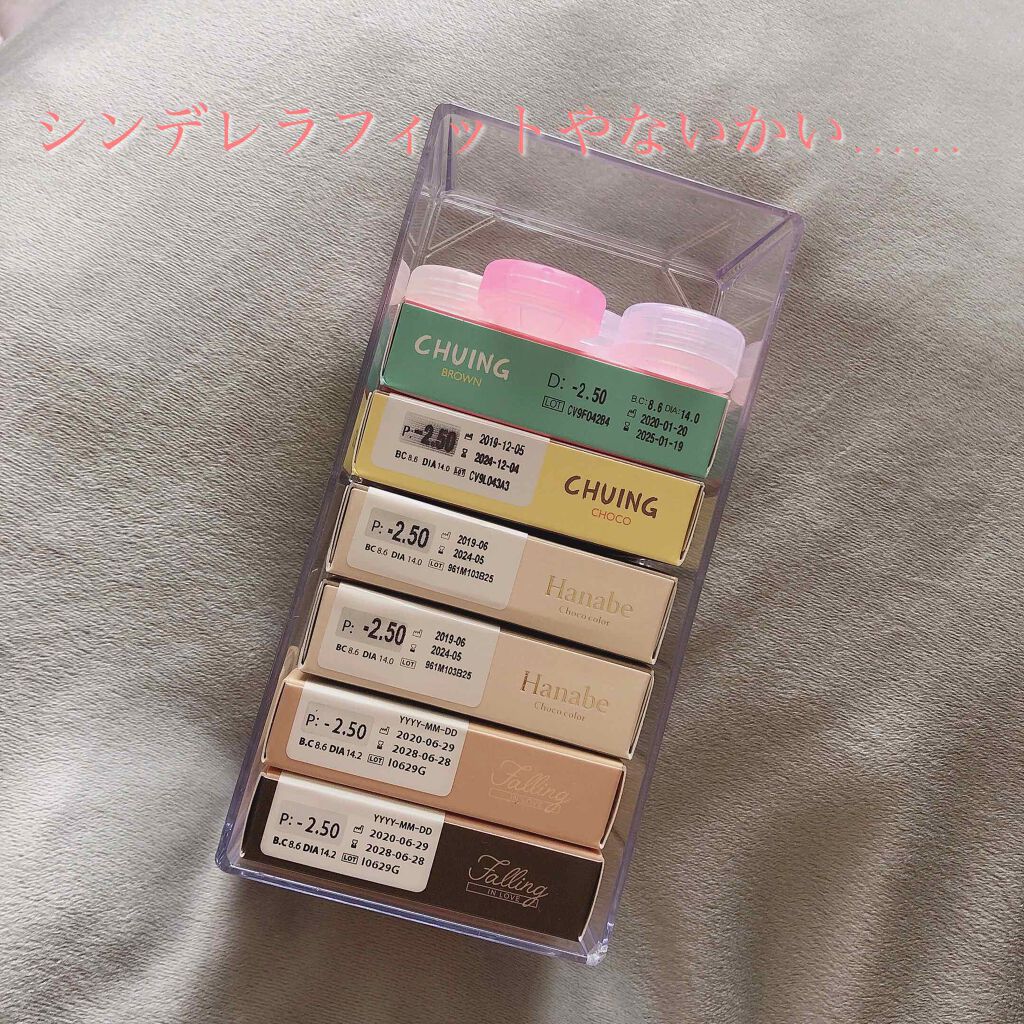 シンデレラフィットやないかい......
CHUING
BROWN
D: -2.50
LOT CV9F04284
B.C: 8.6 DIA: 14.0
2020-01-20
2025-01-19
P: -2.50
BC 8.6 DIA 14.0 LOT CV9L043A3
2019-12-05
2024-12-04
CHUING
CHOCO
P: -2.50
BC 8.6 DIA 14.0 LOT 961M103B25
2019-06
2024-05
Hanabe
Choco color
P: -2.50
BC 8.6 DIA 14.0 LOT 961M103B25
2019-06
2024-05
Hanabe
Choco color
P: - 2.50
B.C 8.6 DIA 14.2 LOT I0629G
YYYY-MM-DD
2020-06-29
2028-06-28
Falling
IN LOVE
P: - 2.50
B.C 8.6 DIA 14.2 LOT I0629G
YYYY-MM-DD
2020-06-29
2028-06-28
Falling
IN LOVE